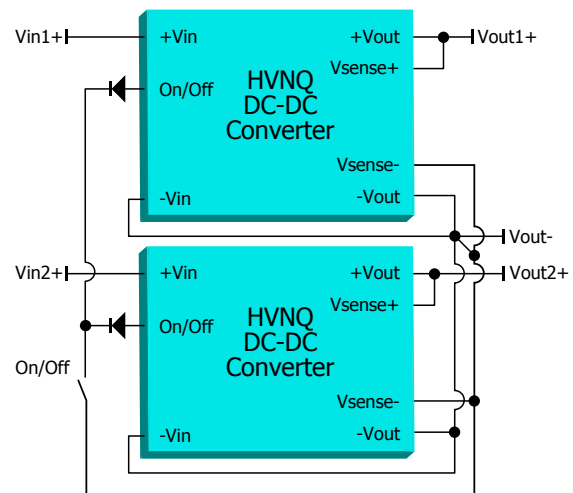 Vin1+
+Vin
+Vout
Vout1+
Vsense+
On/Off
HVNQ
DC-DC
Converter
Vsense-
-Vin
-Vout
Vout-
Vin2+
+Vin
+Vout
Vout2+
Vsense+
On/Off
HVNQ
DC-DC
Converter
On/Off
Vsense-
-Vin
-Vout